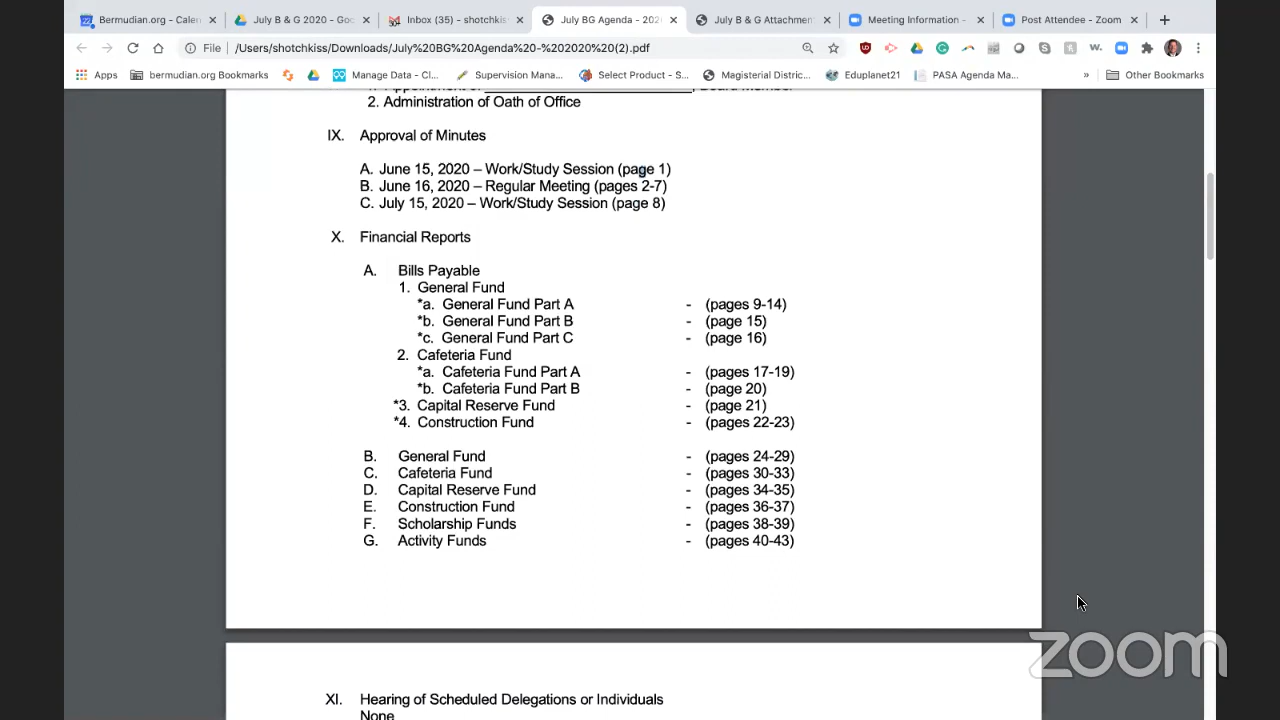 Bermudian.org - Caler
July B & G 2020 - Goo
Inbox (35) - shotchkiss
July BG Agenda - 202
July B & G Attachmen
Meeting Information -
Post Attendee - Zoom
File /Users/shotchkiss/Downloads/July%20BG%20Agenda%20-%202020%20(2).pdf
Apps
bermudian.org Bookmarks
Manage Data - Cl...
Supervision Mana...
Select Product - S...
Magisterial Distric...
Eduplanet21
PASA Agenda Ma...
»
Other Bookmarks
1. Appointment of ________________, Board Member
2. Administration of Oath of Office
IX. Approval of Minutes
A. June 15, 2020 – Work/Study Session (page 1)
B. June 16, 2020 – Regular Meeting (pages 2-7)
C. July 15, 2020 – Work/Study Session (page 8)
X. Financial Reports
A. Bills Payable
1. General Fund
*a. General Fund Part A - (pages 9-14)
*b. General Fund Part B - (page 15)
*c. General Fund Part C - (page 16)
2. Cafeteria Fund
*a. Cafeteria Fund Part A - (pages 17-19)
*b. Cafeteria Fund Part B - (page 20)
*3. Capital Reserve Fund - (page 21)
*4. Construction Fund - (pages 22-23)
B. General Fund - (pages 24-29)
C. Cafeteria Fund - (pages 30-33)
D. Capital Reserve Fund - (pages 34-35)
E. Construction Fund - (pages 36-37)
F. Scholarship Funds - (pages 38-39)
G. Activity Funds - (pages 40-43)
zoom
XI. Hearing of Scheduled Delegations or Individuals
None